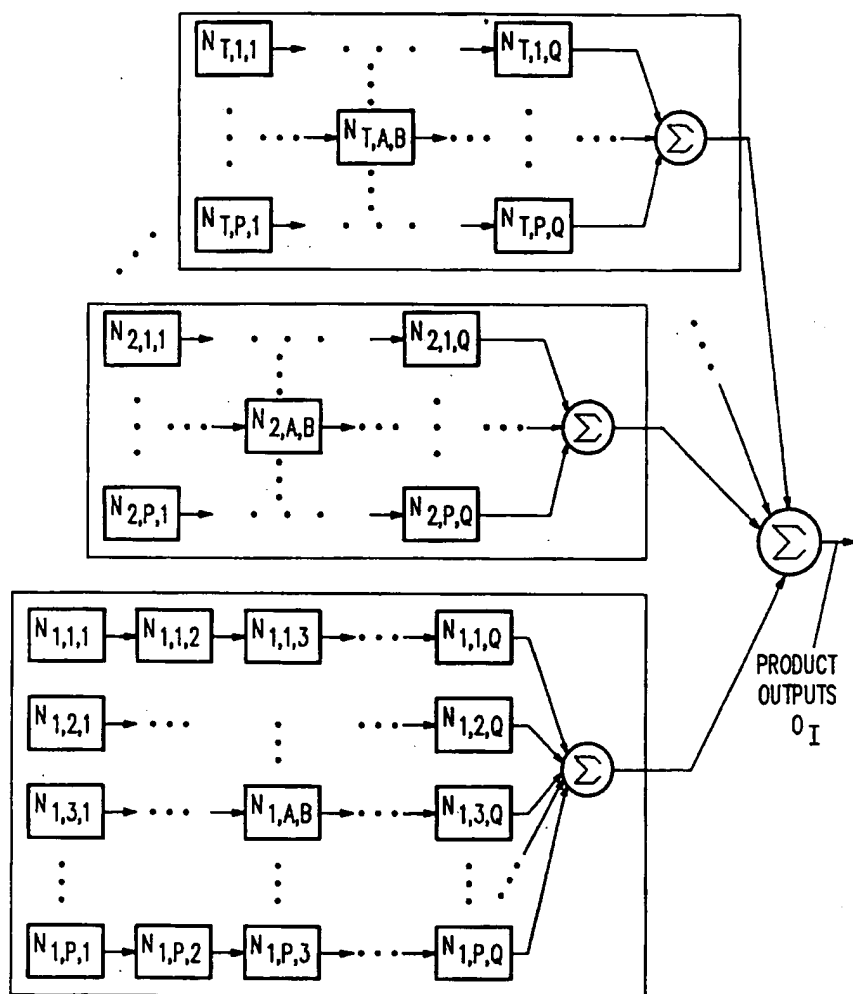 N T,1,1 N T,1,Q
N T,A,B Σ
N T,P,1 N T,P,Q
N 2,1,1 N 2,1,Q
N 2,A,B Σ
N 2,P,1 N 2,P,Q
Σ
N 1,1,1 N 1,1,2 N 1,1,3 N 1,1,Q
N 1,2,1 N 1,2,Q
Σ
N 1,3,1 N 1,A,B N 1,3,Q
N 1,P,1 N 1,P,2 N 1,P,3 N 1,P,Q
PRODUCT
OUTPUTS
O I